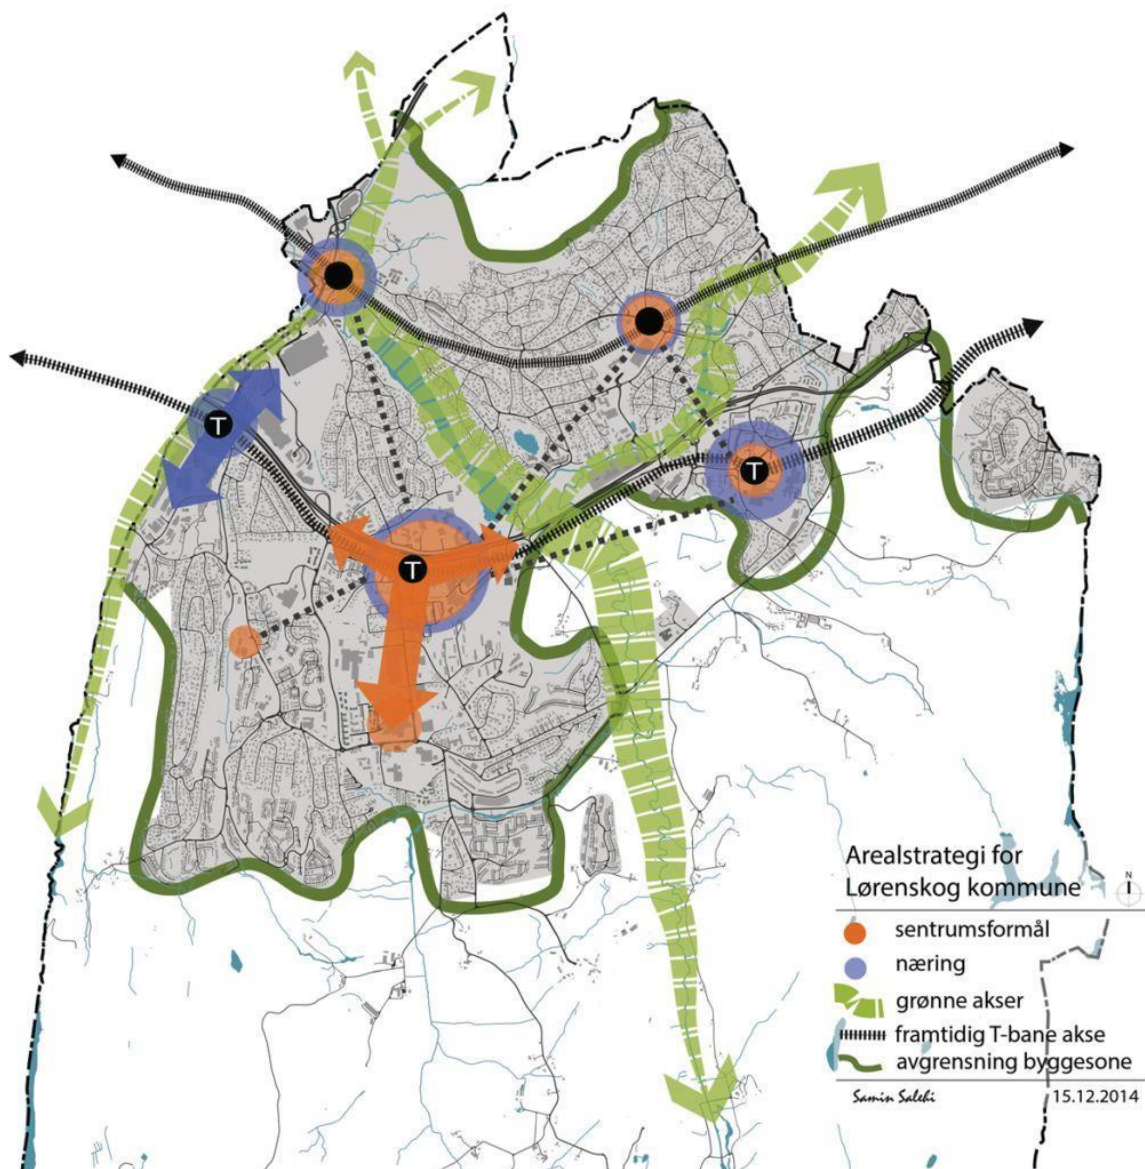 T
T
T
Arealstrategi for
Lørenskog kommune
N
sentrumsformål
næring
grønne akser
framtidig T-bane akse
avgrensning byggesone
Samin Salehi 15.12.2014